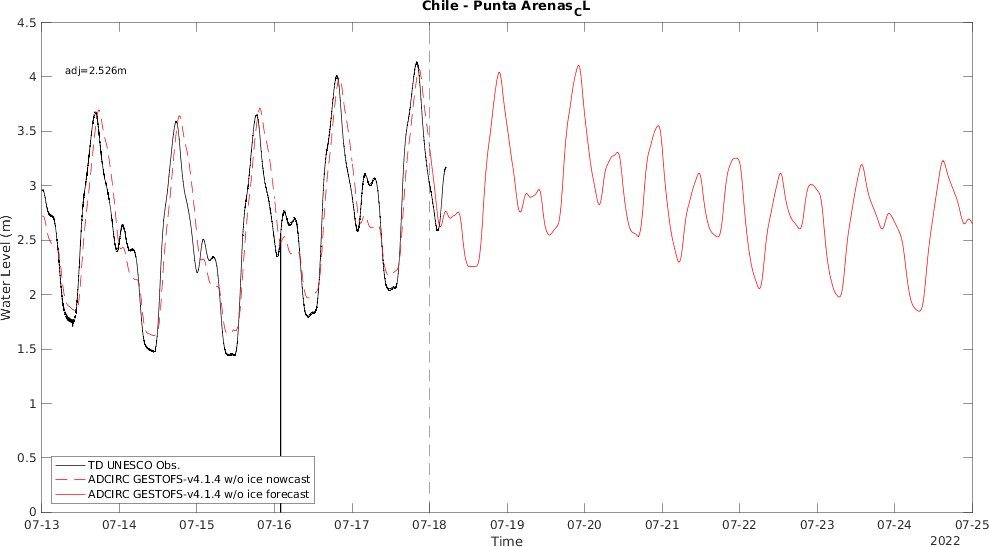 Chile - Punta Arenas_CL
4.5
4
3.5
3
2.5
2
1.5
1
0.5
0
Water Level (m)
adj=2.526m
TD UNESCO Obs.
ADCIRC GESTOFS-v4.1.4 w/o ice nowcast
ADCIRC GESTOFS-v4.1.4 w/o ice forecast
07-13 07-14 07-15 07-16 07-17 07-18 07-19 07-20 07-21 07-22 07-23 07-24 07-25
Time
2022